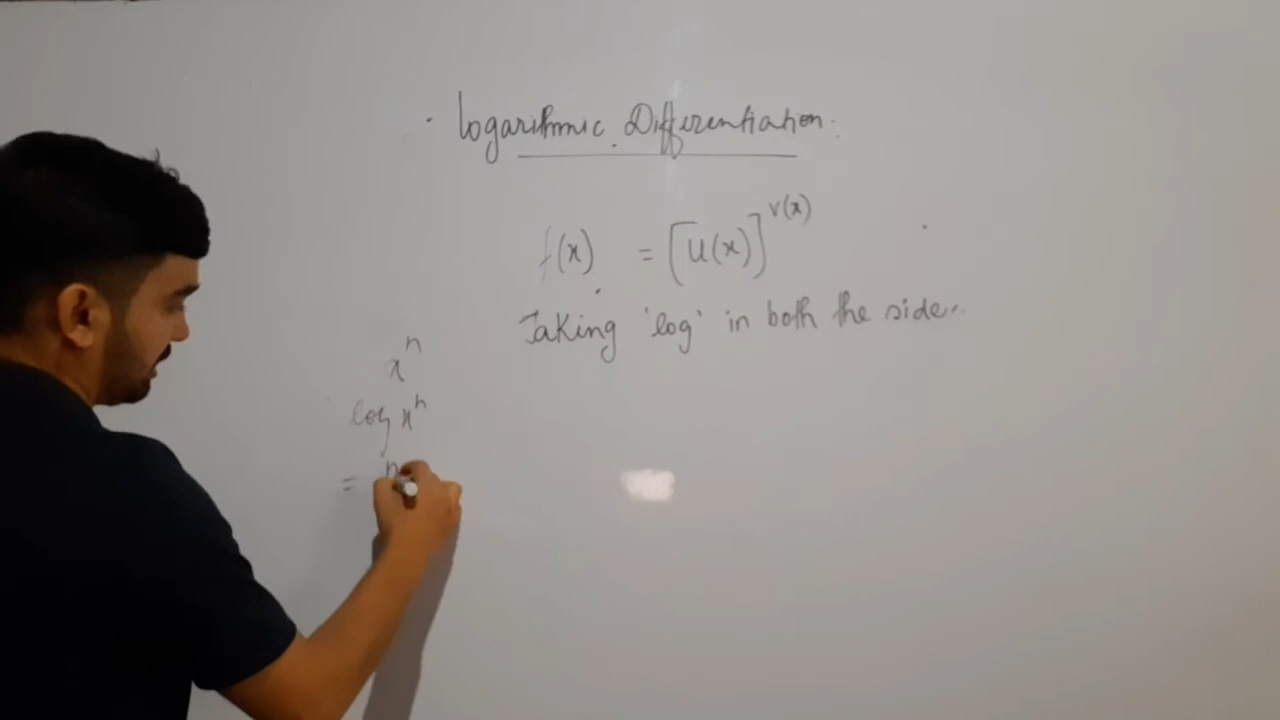 Logarithmic Differentiation.
f(x) = [U(x)]^V(x)
Taking 'log' in both the side..
x^n
log x^n
= n